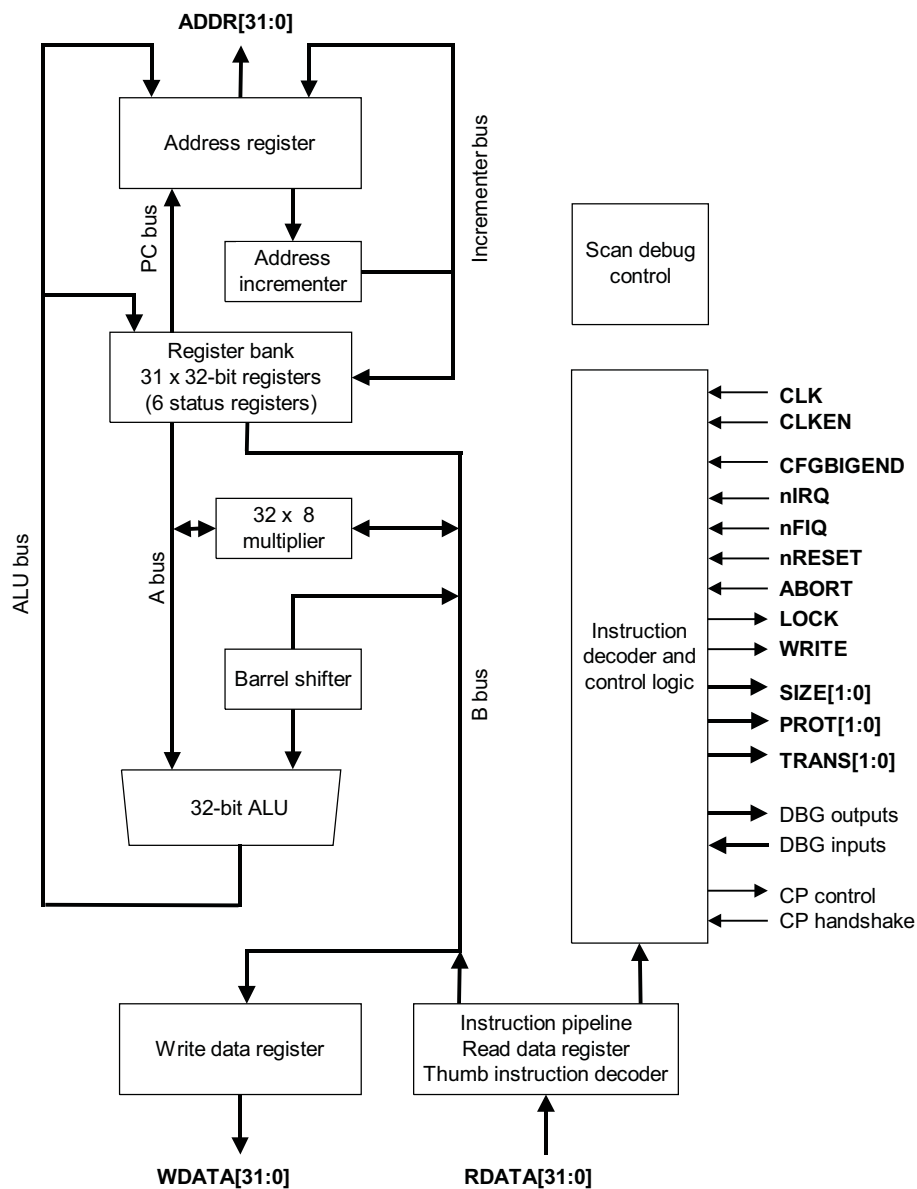 ADDR[31:0]
Address register
Incrementer bus
PC bus
Address
incrementer
Scan debug
control
Register bank
31 x 32-bit registers
(6 status registers)
ALU bus
A bus
32 x 8
multiplier
Barrel shifter
B bus
32-bit ALU
Instruction
decoder and
control logic
CLK
CLKEN
CFGBIGEND
nIRQ
nFIQ
nRESET
ABORT
LOCK
WRITE
SIZE[1:0]
PROT[1:0]
TRANS[1:0]
DBG outputs
DBG inputs
CP control
CP handshake
Write data register
Instruction pipeline
Read data register
Thumb instruction decoder
WDATA[31:0]
RDATA[31:0]